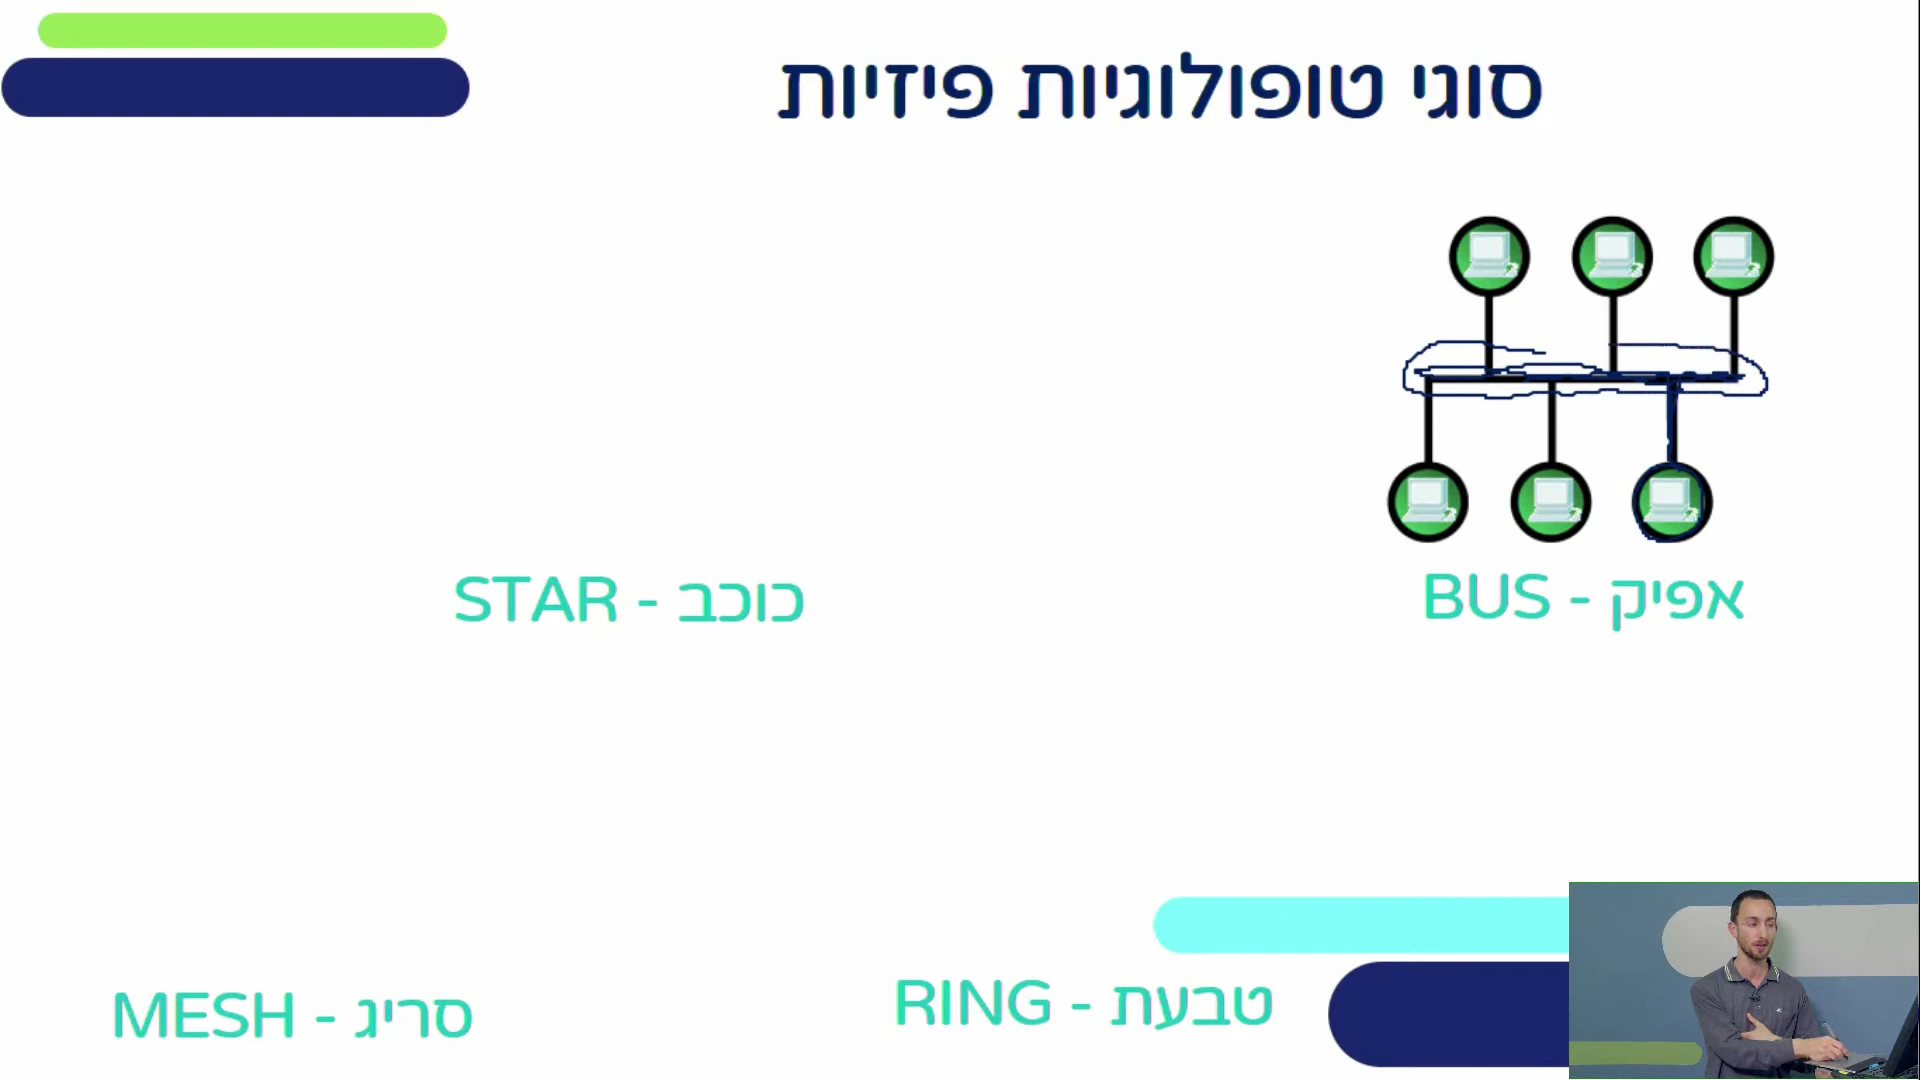 סוגי טופולוגיות פיזיות
אפיק - BUS
כוכב - STAR
טבעת - RING
סריג - MESH